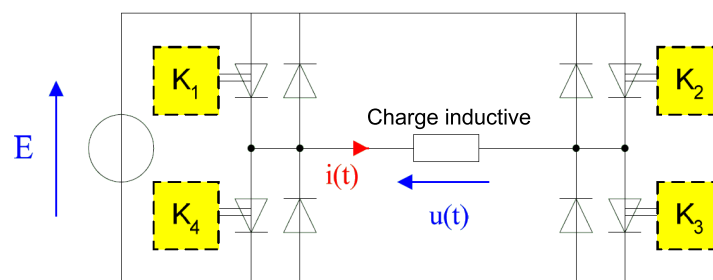 K1
K2
Charge inductive
E
i(t)
u(t)
K4
K3